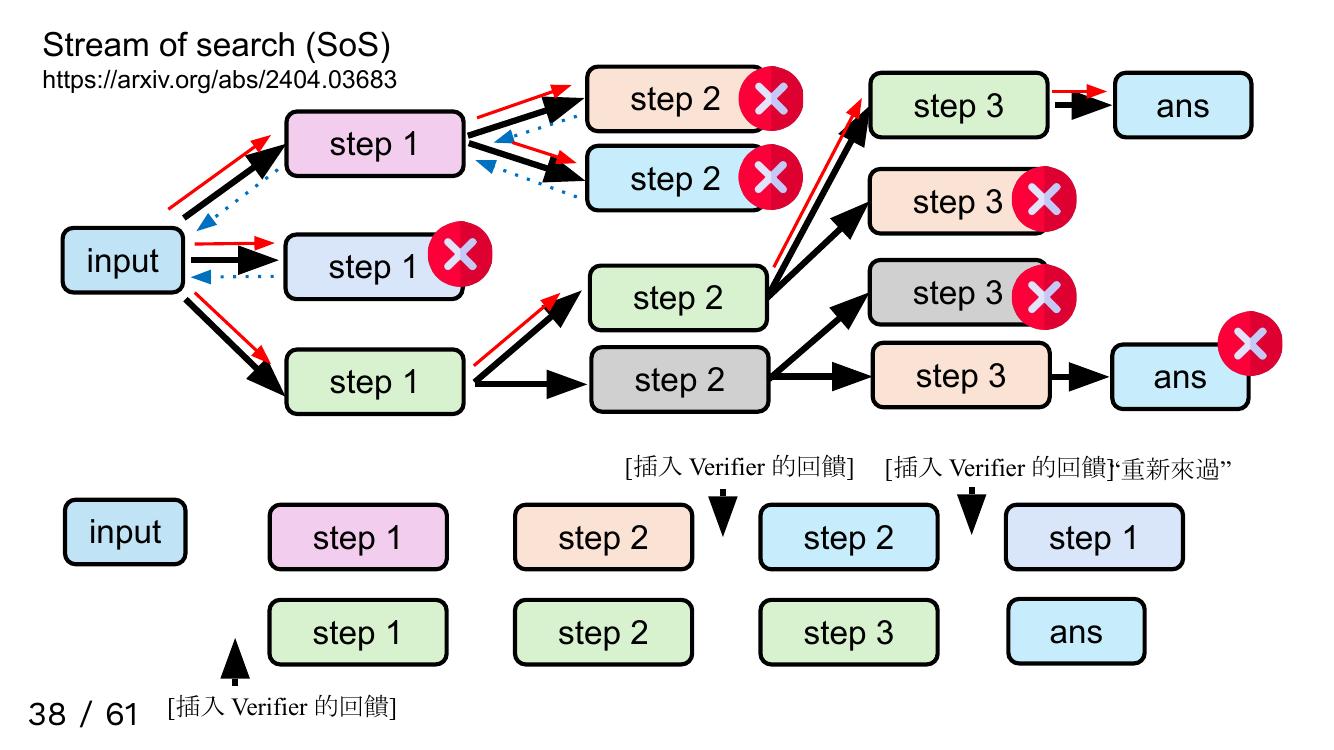 Stream of search (SoS)
https://arxiv.org/abs/2404.03683
step 2
step 3
ans
step 1
step 2
step 3
input
step 1
step 2
step 3
step 1
step 2
step 3
ans
[插入 Verifier 的回饋]
[插入 Verifier 的回饋]“重新來過”
input
step 1
step 2
step 2
step 1
step 1
step 2
step 3
ans
[插入 Verifier 的回饋]
38 / 61